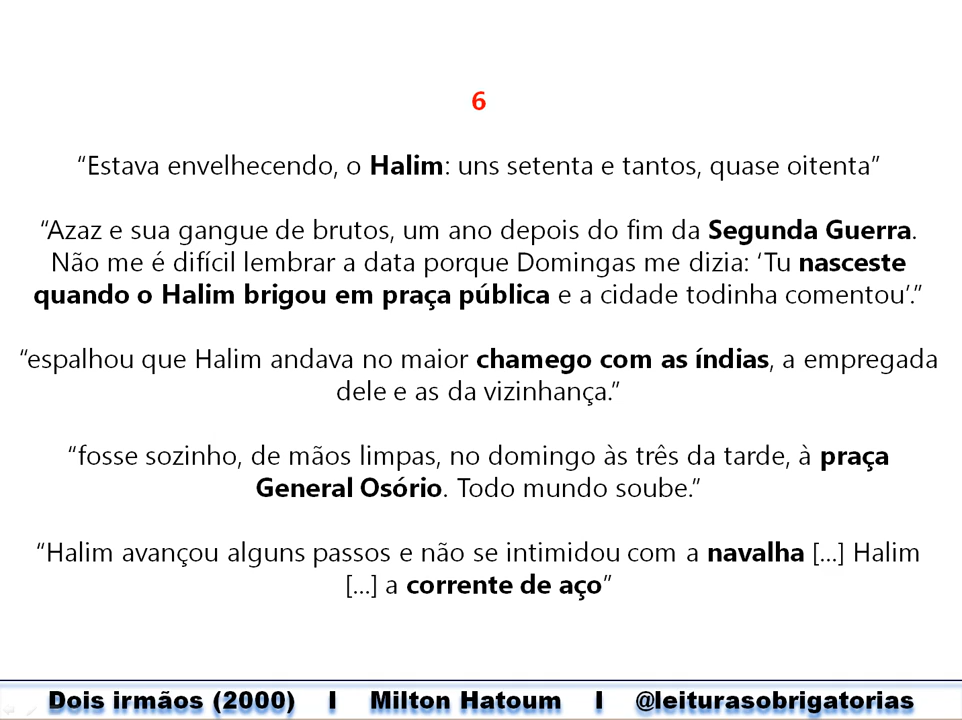 6
“Estava envelhecendo, o Halim: uns setenta e tantos, quase oitenta”
“Azaz e sua gangue de brutos, um ano depois do fim da Segunda Guerra.
Não me é difícil lembrar a data porque Domingas me dizia: ‘Tu nasceste
quando o Halim brigou em praça pública e a cidade todinha comentou’.”
“espalhou que Halim andava no maior chamego com as índias, a empregada
dele e as da vizinhança.”
“fosse sozinho, de mãos limpas, no domingo às três da tarde, à praça
General Osório. Todo mundo soube.”
“Halim avançou alguns passos e não se intimidou com a navalha [...] Halim
[...] a corrente de aço”
Dois irmãos (2000) I Milton Hatoum I @leiturasobrigatorias